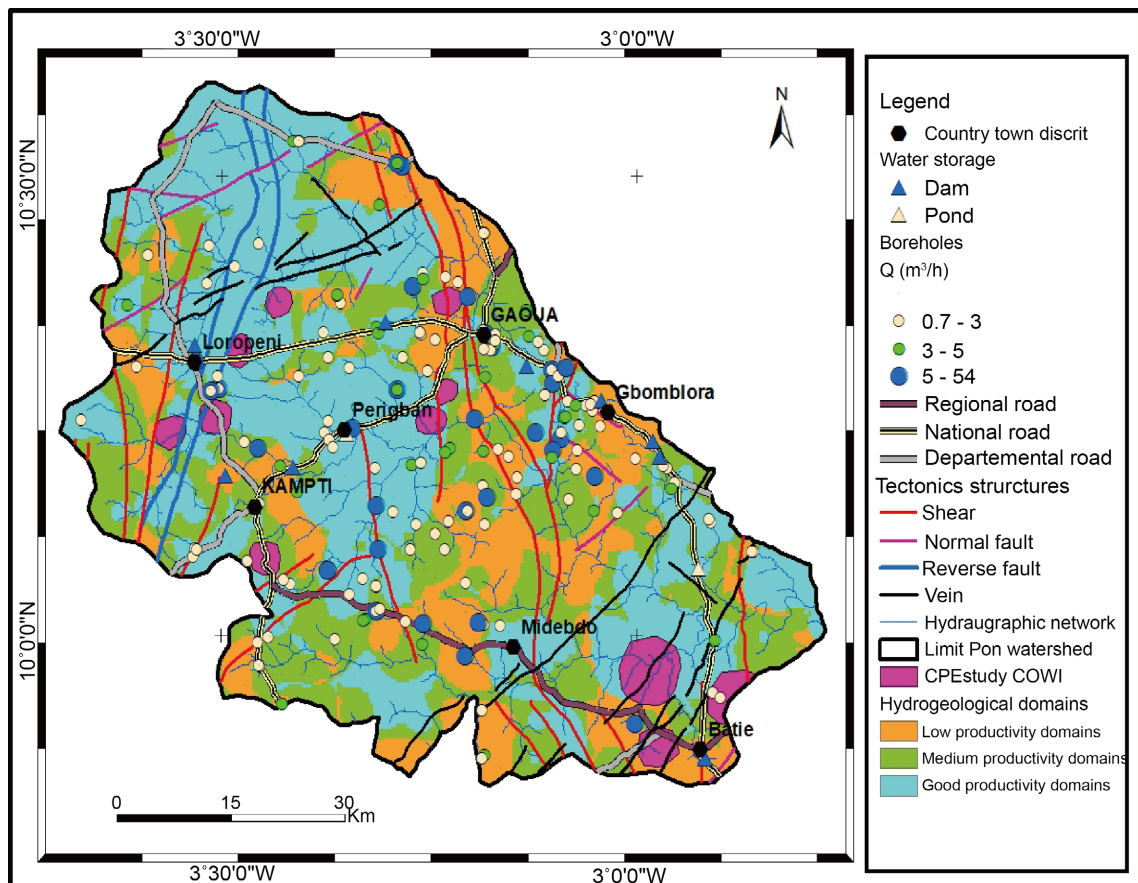 3°30'0"W
3°0'0"W
N
10°30'0"N
GAOUA
Loropeni
Gbomblora
Perigban
KAMPTI
10°0'0"N
Midebdo
Batie
0
15
30
Km
3°30'0"W
3°0'0"W
Legend
Country town discrit
Water storage
Dam
Pond
Boreholes
Q (m³/h)
0.7 - 3
3 - 5
5 - 54
Regional road
National road
Departemental road
Tectonics strurctures
Shear
Normal fault
Reverse fault
Vein
Hydraugraphic network
Limit Pon watershed
CPEstudy COWI
Hydrogeological domains
Low productivity domains
Medium productivity domains
Good productivity domains